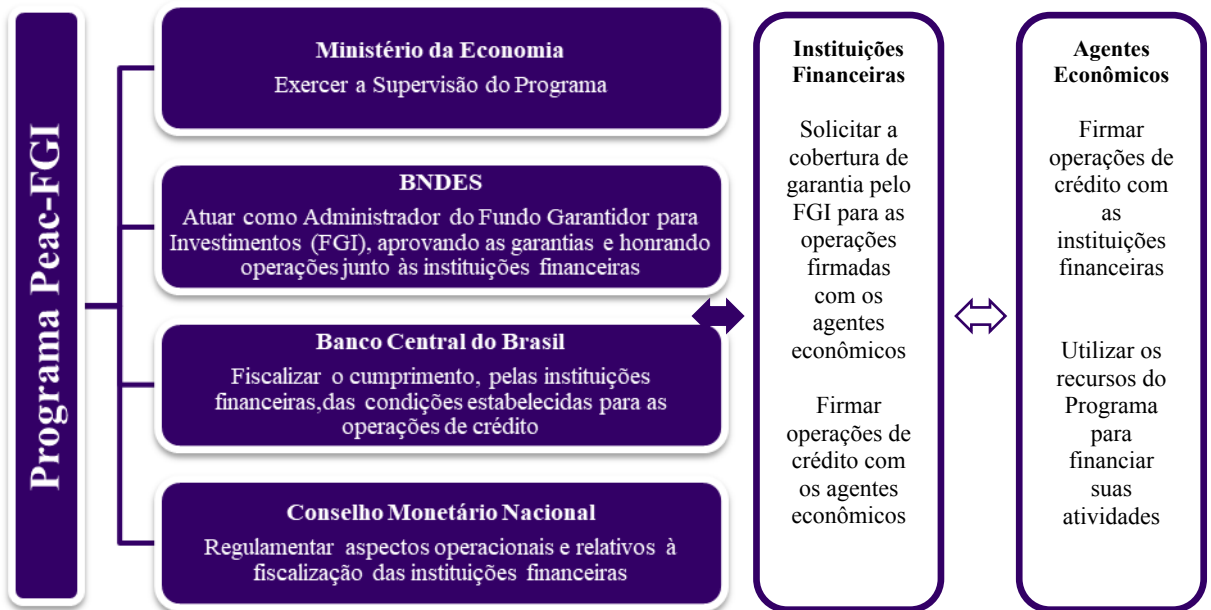 Programa Peac-FGI
Ministério da Economia
Exercer a Supervisão do Programa
BNDES
Atuar como Administrador do Fundo Garantidor para
Investimentos (FGI), aprovando as garantias e honrando
operações junto às instituições financeiras
Banco Central do Brasil
Fiscalizar o cumprimento, pelas instituições
financeiras,das condições estabelecidas para as
operações de crédito
Conselho Monetário Nacional
Regulamentar aspectos operacionais e relativos à
fiscalização das instituições financeiras
Instituições
Financeiras
Solicitar a
cobertura de
garantia pelo
FGI para as
operações
firmadas
com os
agentes
econômicos
Firmar
operações de
crédito com
os agentes
econômicos
Agentes
Econômicos
Firmar
operações de
crédito com
as
instituições
financeiras
Utilizar os
recursos do
Programa
para
financiar
suas
atividades